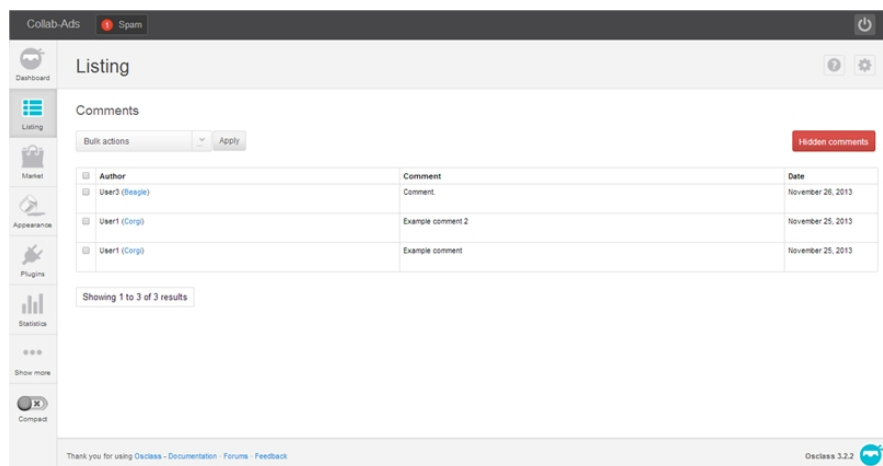 Collab-Ads 1 Spam
Dashboard
Listing
Market
Appearance
Plugins
Statistics
Show more
Compact
Listing
Comments
Bulk actions Apply Hidden comments
Author Comment Date
User3 (Beagle) Comment. November 26, 2013
User1 (Corgi) Example comment 2 November 25, 2013
User1 (Corgi) Example comment November 25, 2013
Showing 1 to 3 of 3 results
Thank you for using Osclass - Documentation · Forums · Feedback Osclass 3.2.2